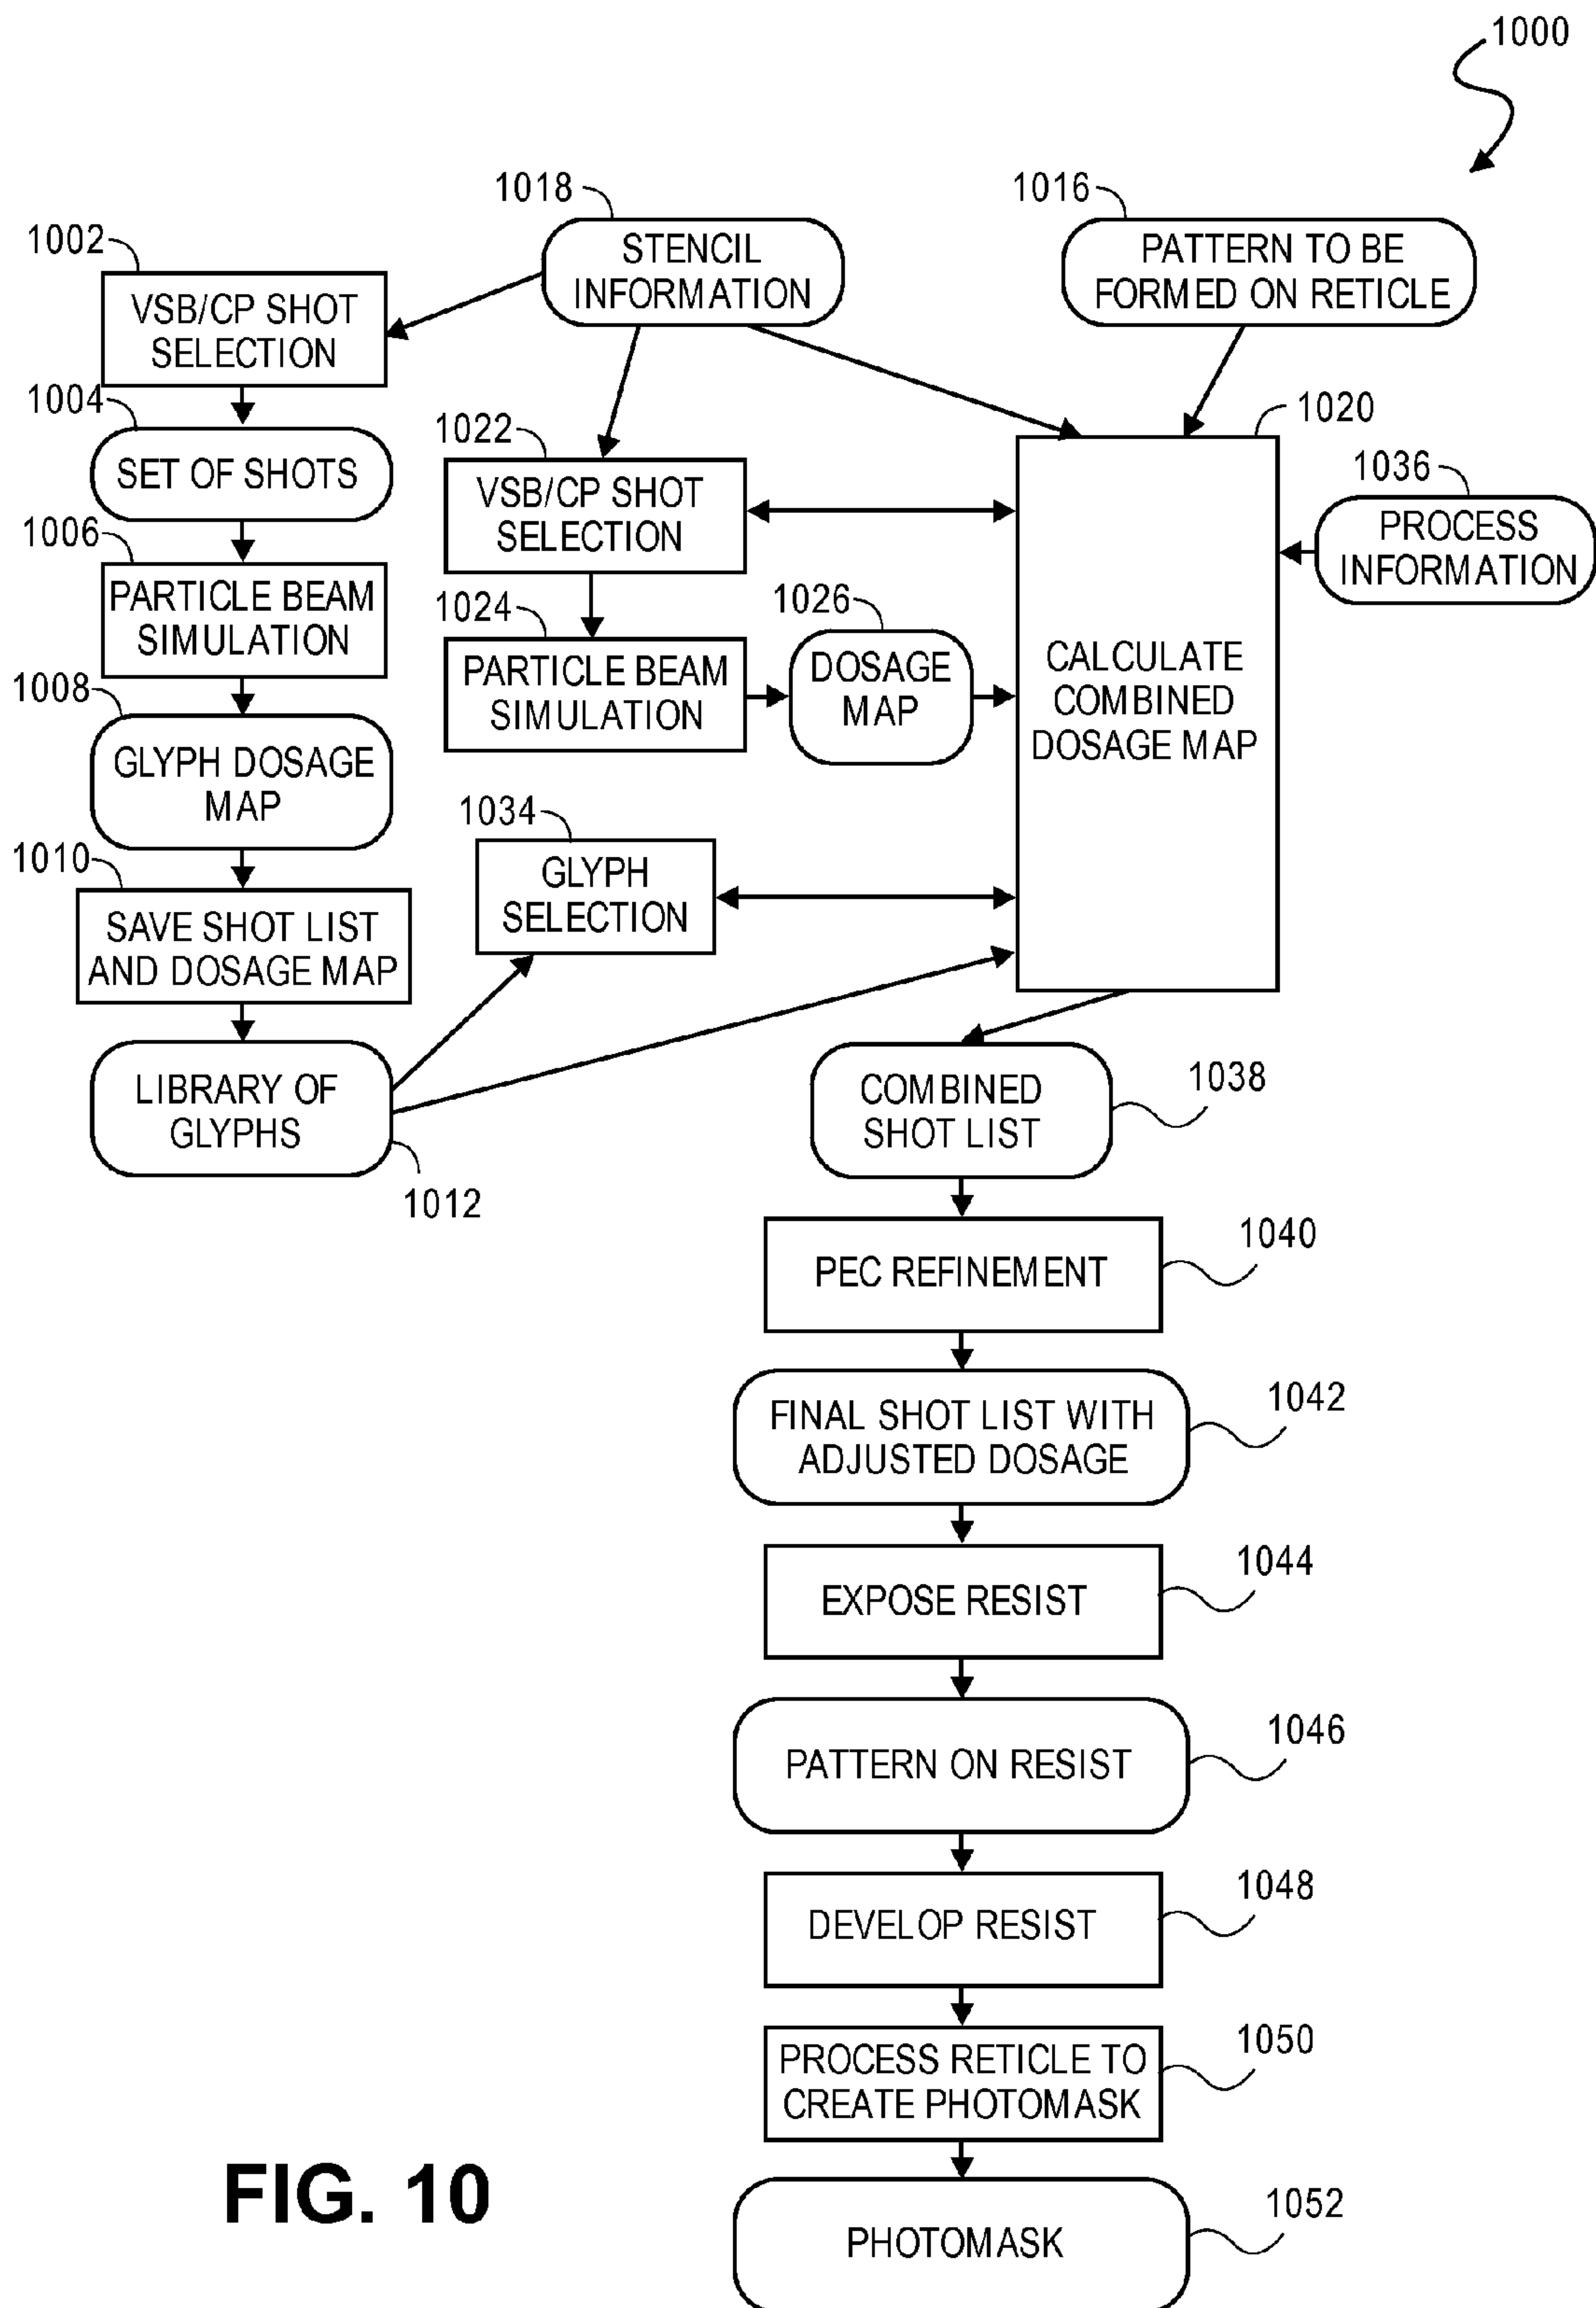 1000
1018
STENCIL
INFORMATION
1016
PATTERN TO BE
FORMED ON RETICLE
1002
VSB/CP SHOT
SELECTION
1004
SET OF SHOTS
1006
PARTICLE BEAM
SIMULATION
1008
GLYPH DOSAGE
MAP
1010
SAVE SHOT LIST
AND DOSAGE MAP
LIBRARY OF
GLYPHS
1012
1022
VSB/CP SHOT
SELECTION
1024
PARTICLE BEAM
SIMULATION
1026
DOSAGE
MAP
1034
GLYPH
SELECTION
1020
CALCULATE
COMBINED
DOSAGE MAP
1036
PROCESS
INFORMATION
COMBINED
SHOT LIST
1038
PEC REFINEMENT
1040
FINAL SHOT LIST WITH
ADJUSTED DOSAGE
1042
EXPOSE RESIST
1044
PATTERN ON RESIST
1046
DEVELOP RESIST
1048
PROCESS RETICLE TO
CREATE PHOTOMASK
1050
PHOTOMASK
1052
FIG. 10